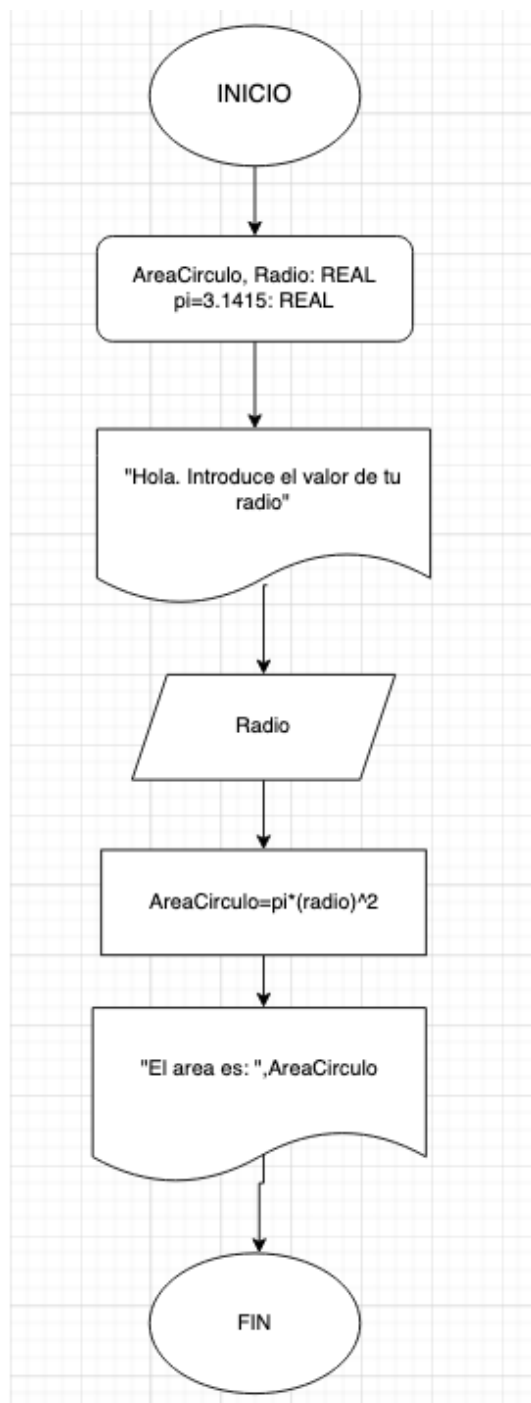 INICIO
AreaCirculo, Radio: REAL
pi=3.1415: REAL
"Hola. Introduce el valor de tu
radio"
Radio
AreaCirculo=pi*(radio)^2
"El area es: ",AreaCirculo
FIN